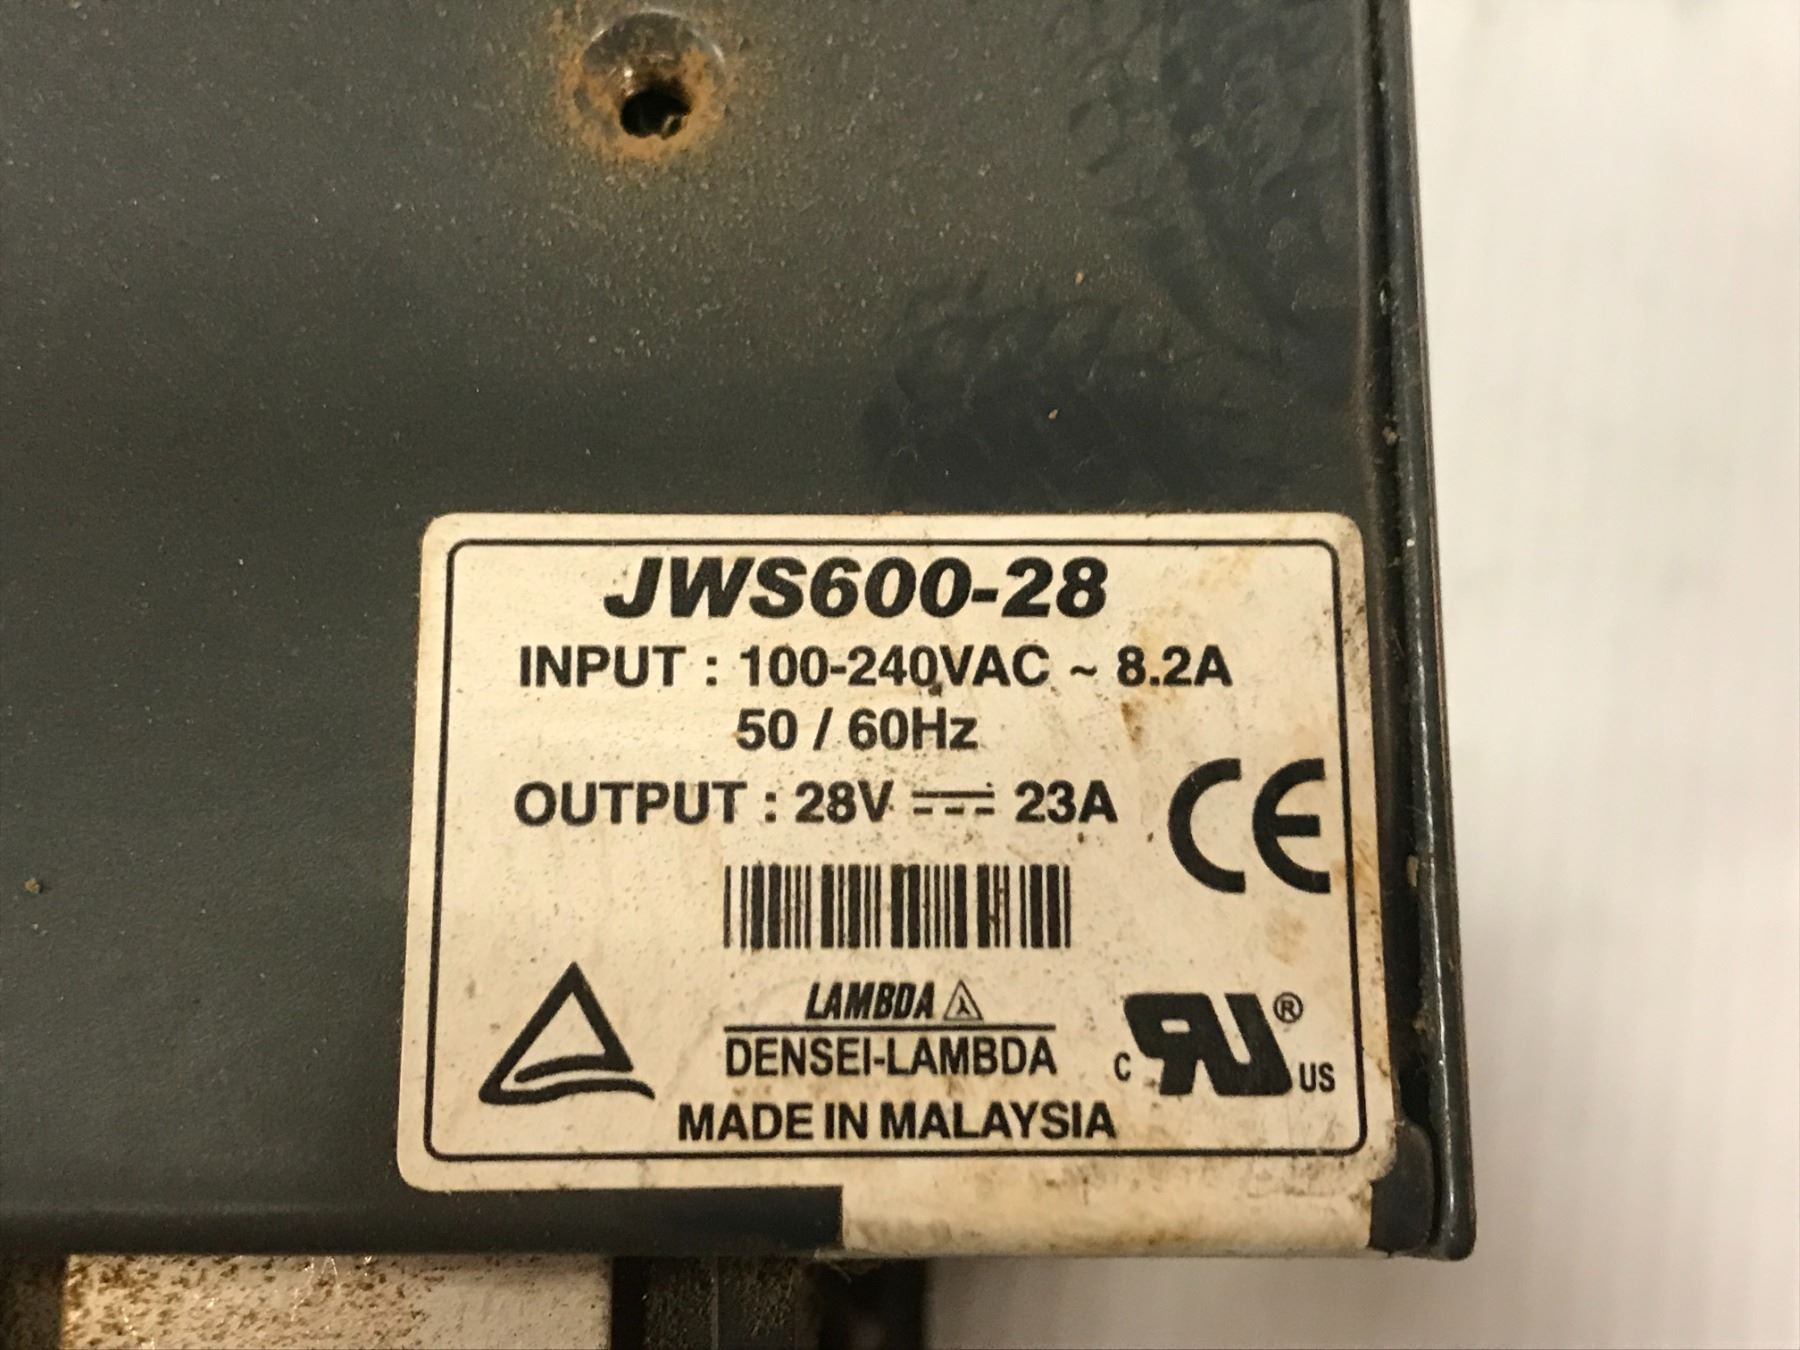 JWS600-28
INPUT : 100-240VAC ~ 8.2A
50 / 60Hz
OUTPUT : 28V ⎓ 23A
CE
LAMBDA
DENSEI-LAMBDA
c RU ® US
MADE IN MALAYSIA